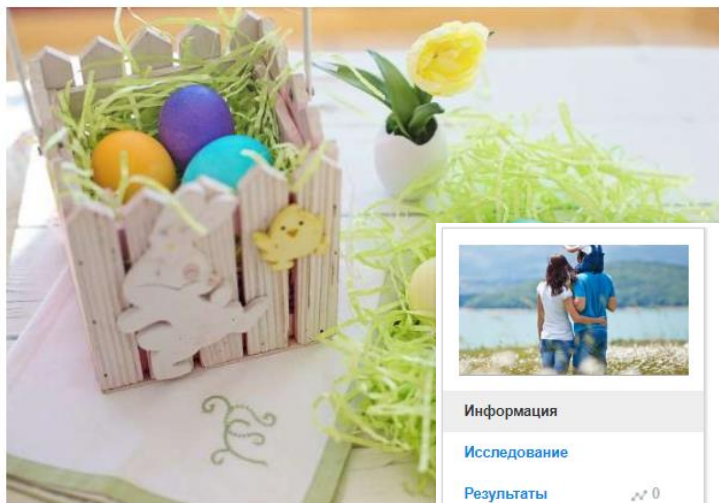 Информация
Исследование
Результаты 0